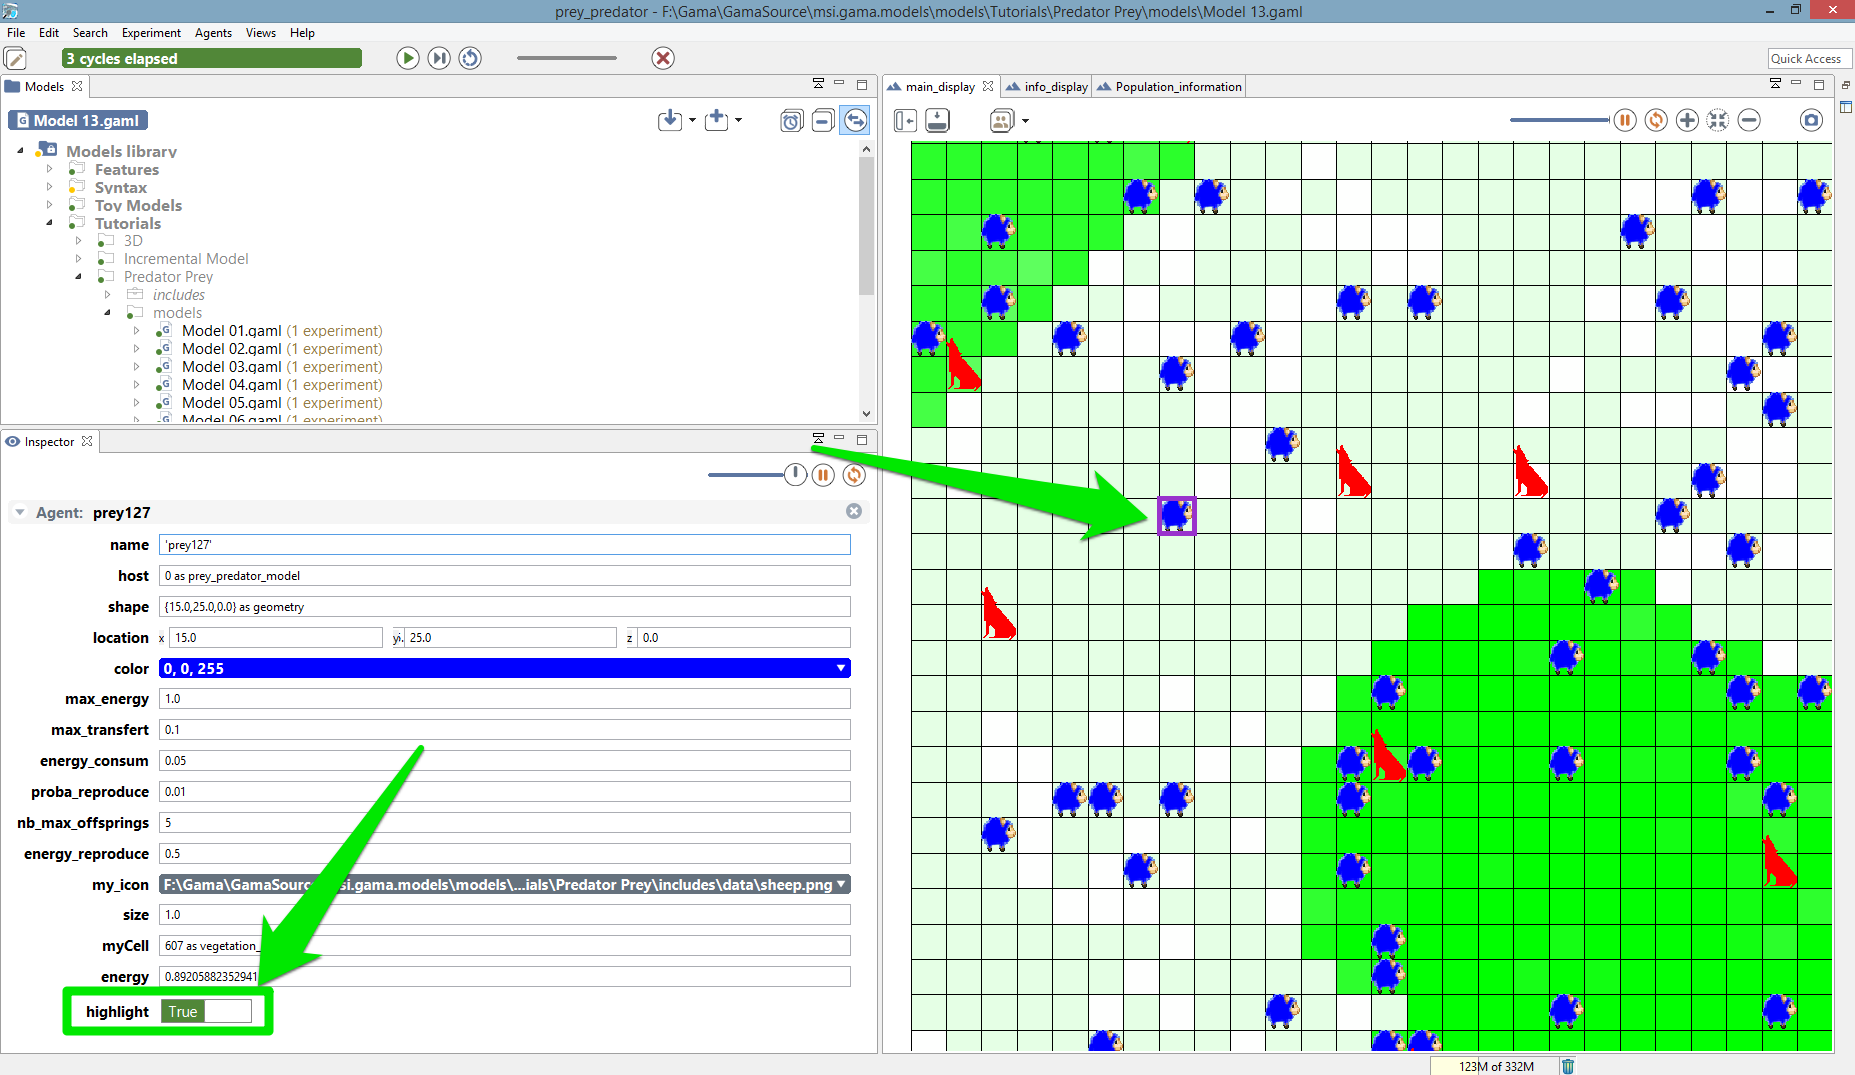 prey_predator - F:\Gama\GamaSource\msi.gama.models\models\Tutorials\Predator Prey\models\Model 13.gaml
File Edit Search Experiment Agents Views Help
3 cycles elapsed
Quick Access
Models
Model 13.gaml
Models library
Features
Syntax
Toy Models
Tutorials
3D
Incremental Model
Predator Prey
includes
models
Model 01.gaml (1 experiment)
Model 02.gaml (1 experiment)
Model 03.gaml (1 experiment)
Model 04.gaml (1 experiment)
Model 05.gaml (1 experiment)
Model 06.gaml (1 experiment)
Inspector
Agent: prey127
name 'prey127'
host 0 as prey_predator_model
shape {15.0,25.0,0.0} as geometry
location x 15.0 y 25.0 z 0.0
color 0, 0, 255
max_energy 1.0
max_transfert 0.1
energy_consum 0.05
proba_reproduce 0.01
nb_max_offsprings 5
energy_reproduce 0.5
my_icon F:\Gama\GamaSource\msi.gama.models\models\...ials\Predator Prey\includes\data\sheep.png
size 1.0
myCell 607 as vegetation_
energy 0.89205882352941
highlight True
main_display info_display Population_information
123M of 332M